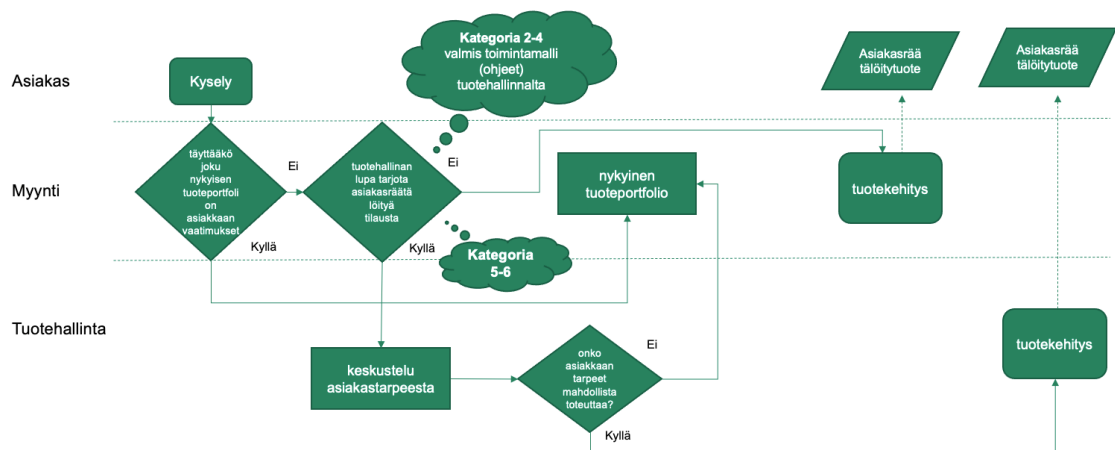 Asiakas
Kysely
Kategoria 2-4
valmis toimintamalli
(ohjeet)
tuotehallinnalta
Asiakasrää
tälöitytuote
Asiakasrää
tälöitytuote
Myynti
täyttääkö
joku
nykyisen
tuoteportfoli
on
asiakkaan
vaatimukset
Ei
Kyllä
tuotehallinan
lupa tarjota
asiakasräätä
löityä
tilausta
Ei
Kyllä
Kategoria
5-6
nykyinen
tuoteportfolio
tuotekehitys
Tuotehallinta
keskustelu
asiakastarpeesta
onko
asiakkaan
tarpeet
mahdollista
toteuttaa?
Ei
Kyllä
tuotekehitys